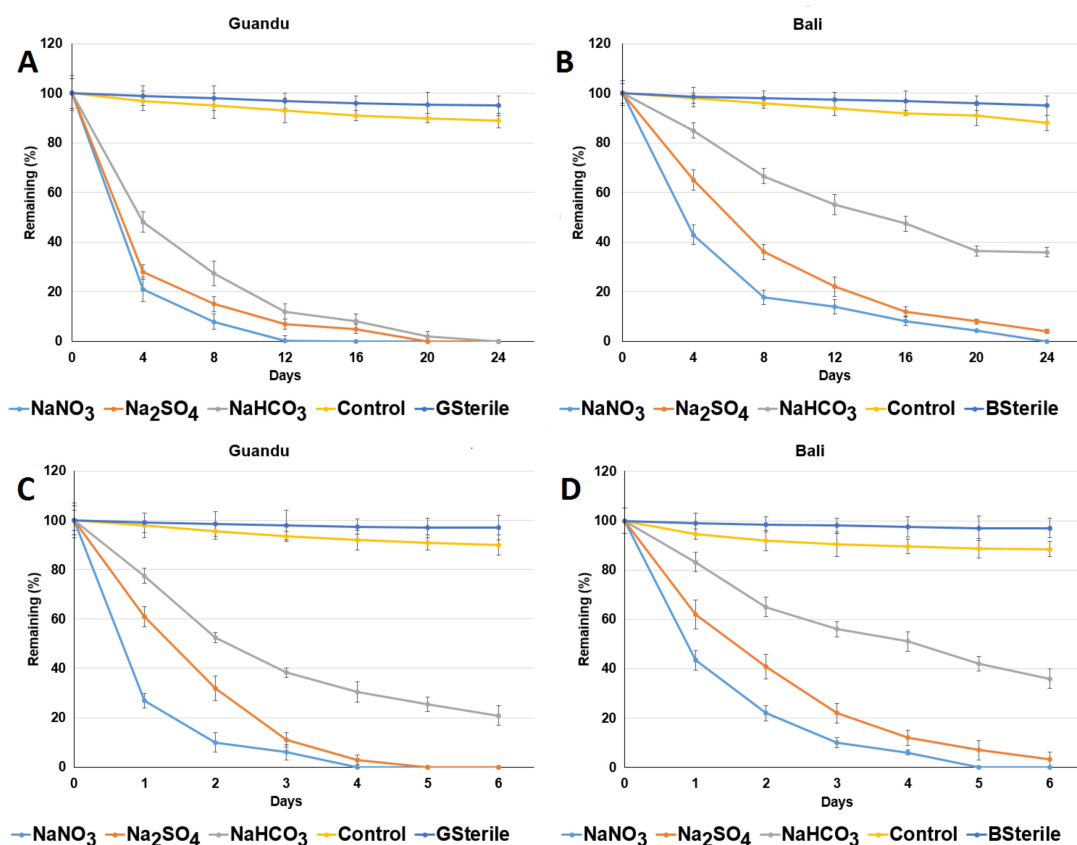 Guandu
A
120
100
80
60
40
20
0
Remaining (%)
0 4 8 12 16 20 24
Days
NaNO₃ Na₂SO₄ NaHCO₃ Control GSterile
Bali
B
120
100
80
60
40
20
0
Remaining (%)
0 4 8 12 16 20 24
Days
NaNO₃ Na₂SO₄ NaHCO₃ Control BSterile
Guandu
C
120
100
80
60
40
20
0
Remaining (%)
0 1 2 3 4 5 6
Days
NaNO₃ Na₂SO₄ NaHCO₃ Control GSterile
Bali
D
120
100
80
60
40
20
0
Remaining (%)
0 1 2 3 4 5 6
Days
NaNO₃ Na₂SO₄ NaHCO₃ Control BSterile